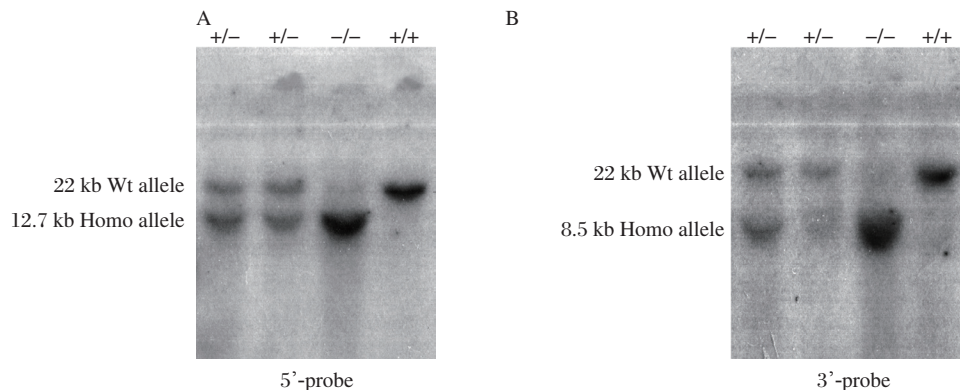 A
+/– +/– –/– +/+
22 kb Wt allele
12.7 kb Homo allele
5’-probe
B
+/– +/– –/– +/+
22 kb Wt allele
8.5 kb Homo allele
3’-probe